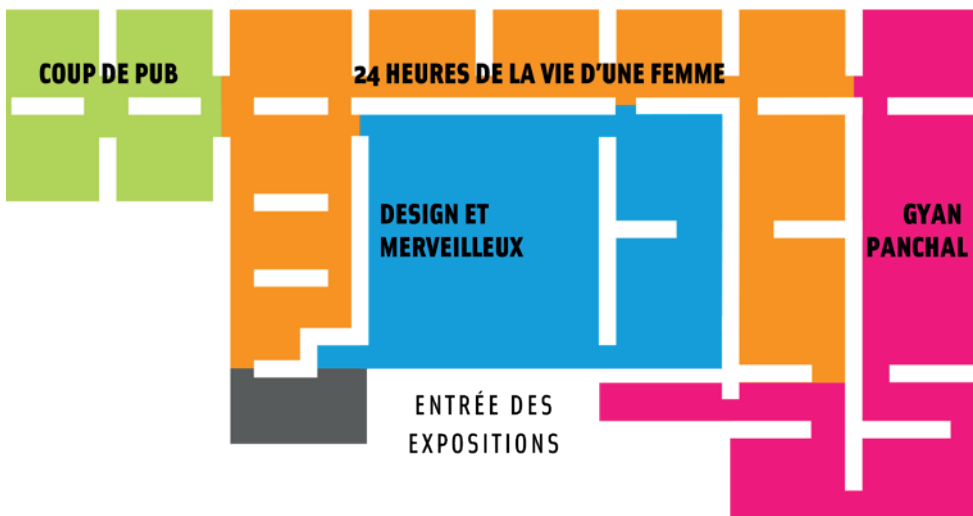 COUP DE PUB
24 HEURES DE LA VIE D'UNE FEMME
DESIGN ET
MERVEILLEUX
GYAN
PANCHAL
ENTRÉE DES
EXPOSITIONS